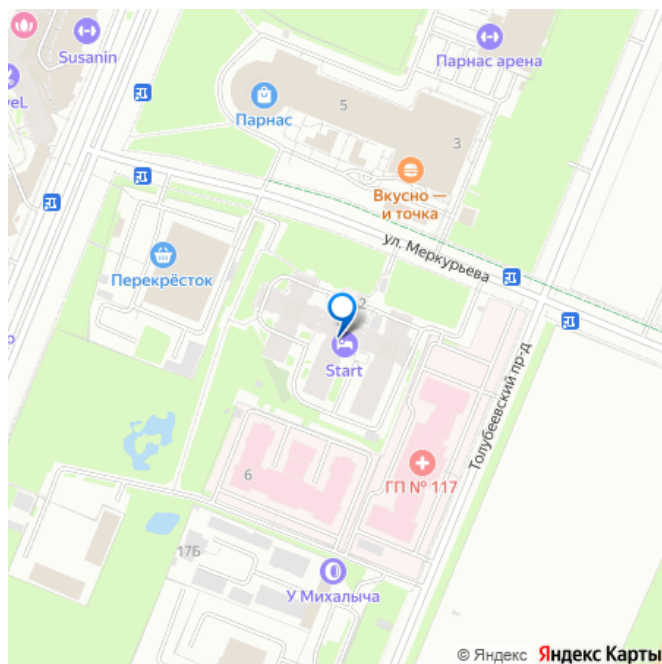 Susanin
Парнас арена
veL
Парнас
5
3
Вкусно —
и точка
ул. Меркурьева
Перекрёсток
2
Start
Толубеевский пр-д
ГП № 117
6
17Б
У Михалыча
© Яндекс Яндекс Карты